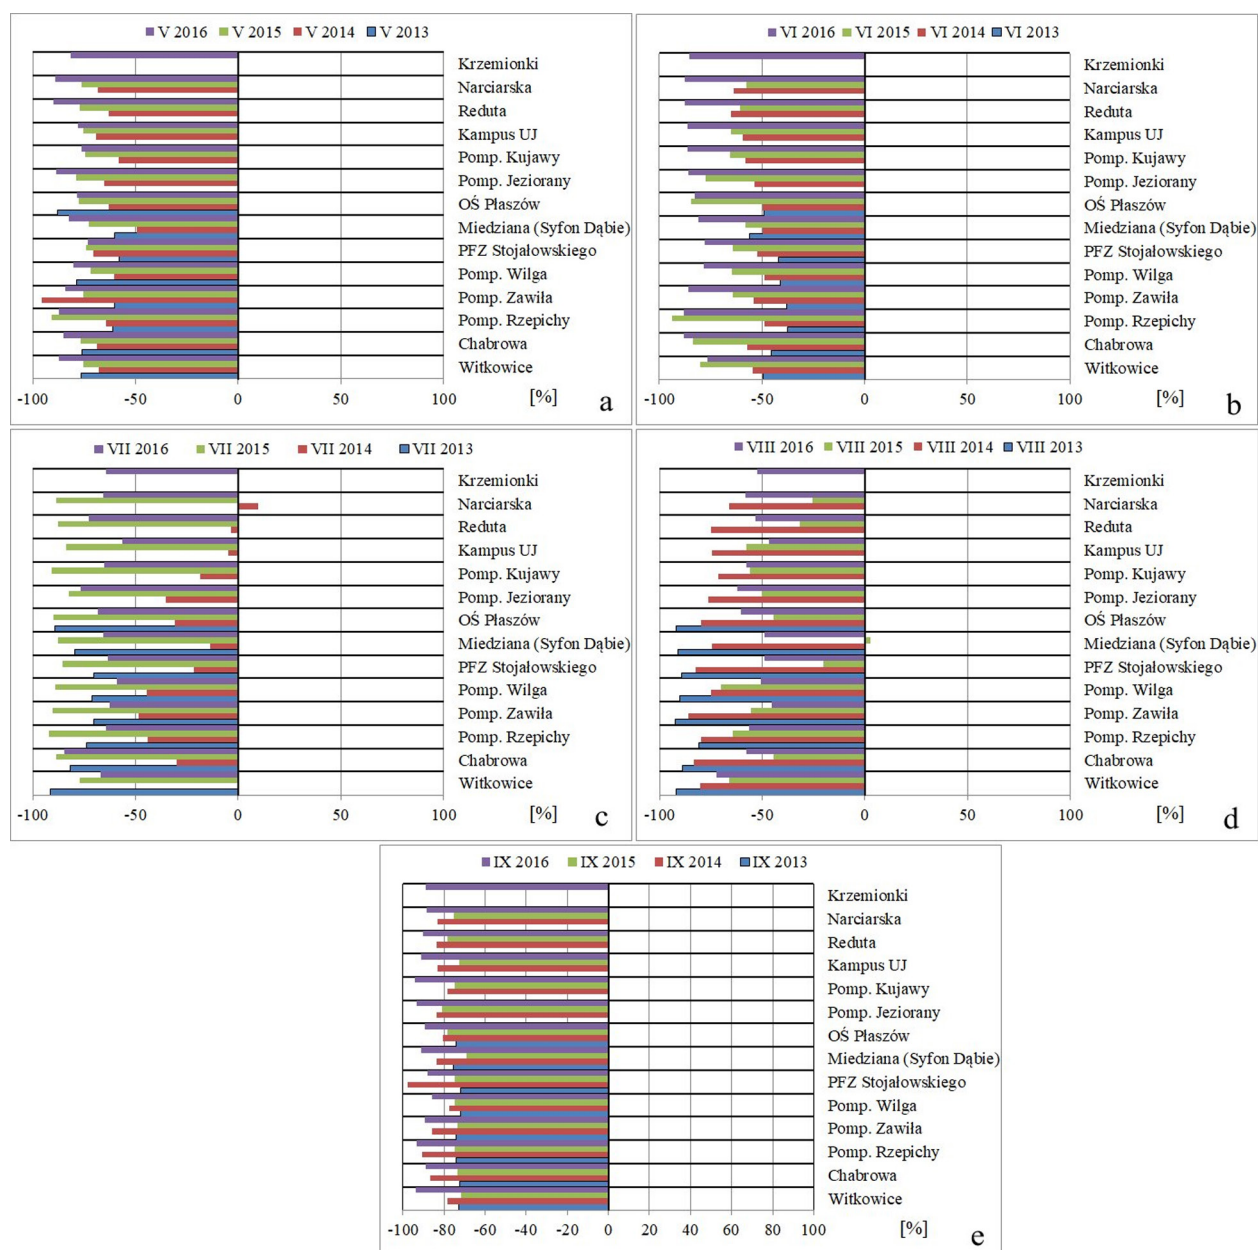 V 2016 V 2015 V 2014 V 2013
Krzemionki
Narciarska
Reduta
Kampus UJ
Pomp. Kujawy
Pomp. Jeziorany
OŚ Płaszów
Miedziana (Syfon Dąbie)
PFZ Stojałowskiego
Pomp. Wilga
Pomp. Zawiła
Pomp. Rzepichy
Chabrowa
Witkowice
-100 -50 0 50 100 [%]
a
VI 2016 VI 2015 VI 2014 VI 2013
Krzemionki
Narciarska
Reduta
Kampus UJ
Pomp. Kujawy
Pomp. Jeziorany
OŚ Płaszów
Miedziana (Syfon Dąbie)
PFZ Stojałowskiego
Pomp. Wilga
Pomp. Zawiła
Pomp. Rzepichy
Chabrowa
Witkowice
-100 -50 0 50 100 [%]
b
VII 2016 VII 2015 VII 2014 VII 2013
Krzemionki
Narciarska
Reduta
Kampus UJ
Pomp. Kujawy
Pomp. Jeziorany
OŚ Płaszów
Miedziana (Syfon Dąbie)
PFZ Stojałowskiego
Pomp. Wilga
Pomp. Zawiła
Pomp. Rzepichy
Chabrowa
Witkowice
-100 -50 0 50 100 [%]
c
VIII 2016 VIII 2015 VIII 2014 VIII 2013
Krzemionki
Narciarska
Reduta
Kampus UJ
Pomp. Kujawy
Pomp. Jeziorany
OŚ Płaszów
Miedziana (Syfon Dąbie)
PFZ Stojałowskiego
Pomp. Wilga
Pomp. Zawiła
Pomp. Rzepichy
Chabrowa
Witkowice
-100 -50 0 50 100 [%]
d
IX 2016 IX 2015 IX 2014 IX 2013
Krzemionki
Narciarska
Reduta
Kampus UJ
Pomp. Kujawy
Pomp. Jeziorany
OŚ Płaszów
Miedziana (Syfon Dąbie)
PFZ Stojałowskiego
Pomp. Wilga
Pomp. Zawiła
Pomp. Rzepichy
Chabrowa
Witkowice
-100 -80 -60 -40 -20 0 20 40 60 80 100 [%]
e